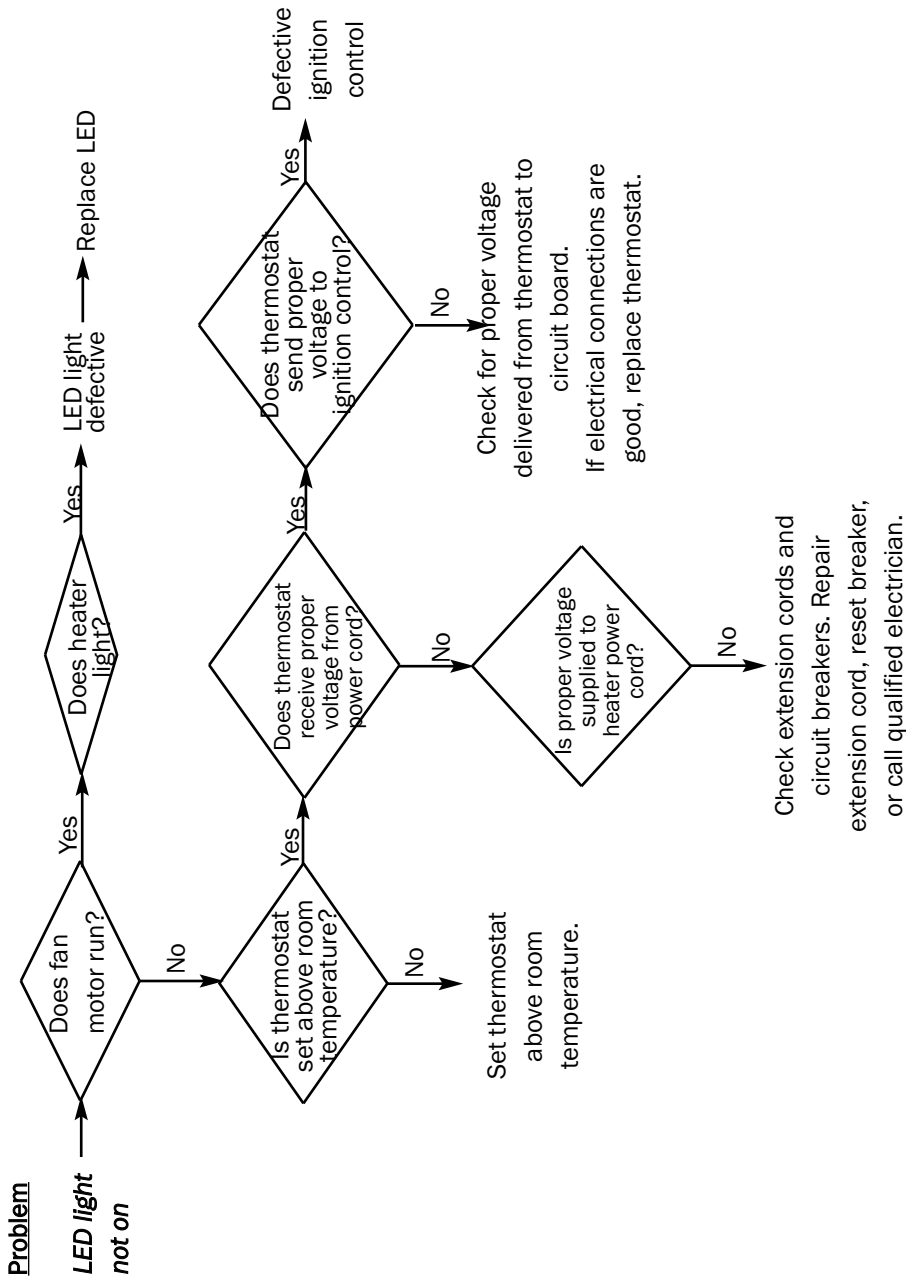 Problem
LED light
not on
Does fan
motor run?
Yes
Does heater
light?
Yes
LED light
defective
Replace LED
No
Is thermostat
set above room
temperature?
Yes
Does thermostat
receive proper
voltage from
power cord?
Yes
Does thermostat
send proper
voltage to
ignition control?
Yes
Defective
ignition
control
No
Set thermostat
above room
temperature.
No
Is proper voltage
supplied to
heater power
cord?
No
Check extension cords and
circuit breakers. Repair
extension cord, reset breaker,
or call qualified electrician.
No
Check for proper voltage
delivered from thermostat to
circuit board.
If electrical connections are
good, replace thermostat.